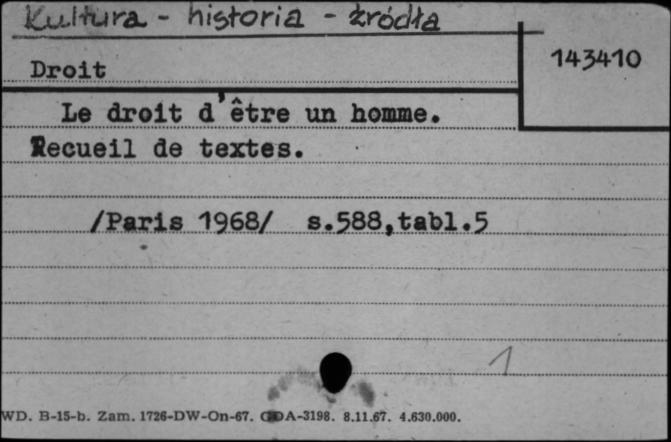 Kultura - historia - źródła
143410
Droit
Le droit d'être un homme.
Recueil de textes.
/Paris 1968/ s.588,tabl.5
1
WD. B-15-b. Zam. 1726-DW-On-67. GDA-3198. 8.11.67. 4.630.000.